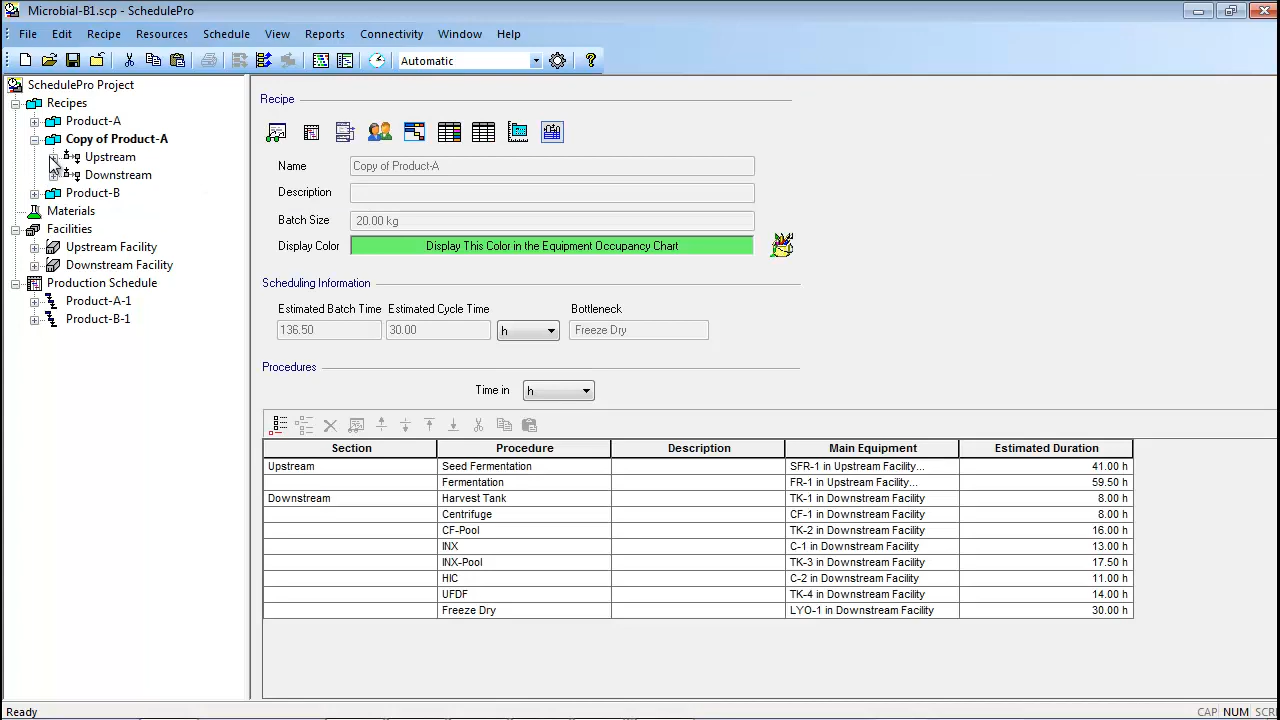 Microbial-B1.scp - SchedulePro
File Edit Recipe Resources Schedule View Reports Connectivity Window Help
Automatic
SchedulePro Project
Recipes
Product-A
Copy of Product-A
Upstream
Downstream
Product-B
Materials
Facilities
Upstream Facility
Downstream Facility
Production Schedule
Product-A-1
Product-B-1
Recipe
Name Copy of Product-A
Description
Batch Size 20.00 kg
Display Color Display This Color in the Equipment Occupancy Chart
Scheduling Information
Estimated Batch Time Estimated Cycle Time Bottleneck
136.50 30.00 h Freeze Dry
Procedures
Time in h
Section Procedure Description Main Equipment Estimated Duration
Upstream Seed Fermentation SFR-1 in Upstream Facility... 41.00 h
Fermentation FR-1 in Upstream Facility... 59.50 h
Downstream Harvest Tank TK-1 in Downstream Facility 8.00 h
Centrifuge CF-1 in Downstream Facility 8.00 h
CF-Pool TK-2 in Downstream Facility 16.00 h
INX C-1 in Downstream Facility 13.00 h
INX-Pool TK-3 in Downstream Facility 17.50 h
HIC C-2 in Downstream Facility 11.00 h
UFDF TK-4 in Downstream Facility 14.00 h
Freeze Dry LYO-1 in Downstream Facility 30.00 h
Ready CAP NUM SCRI